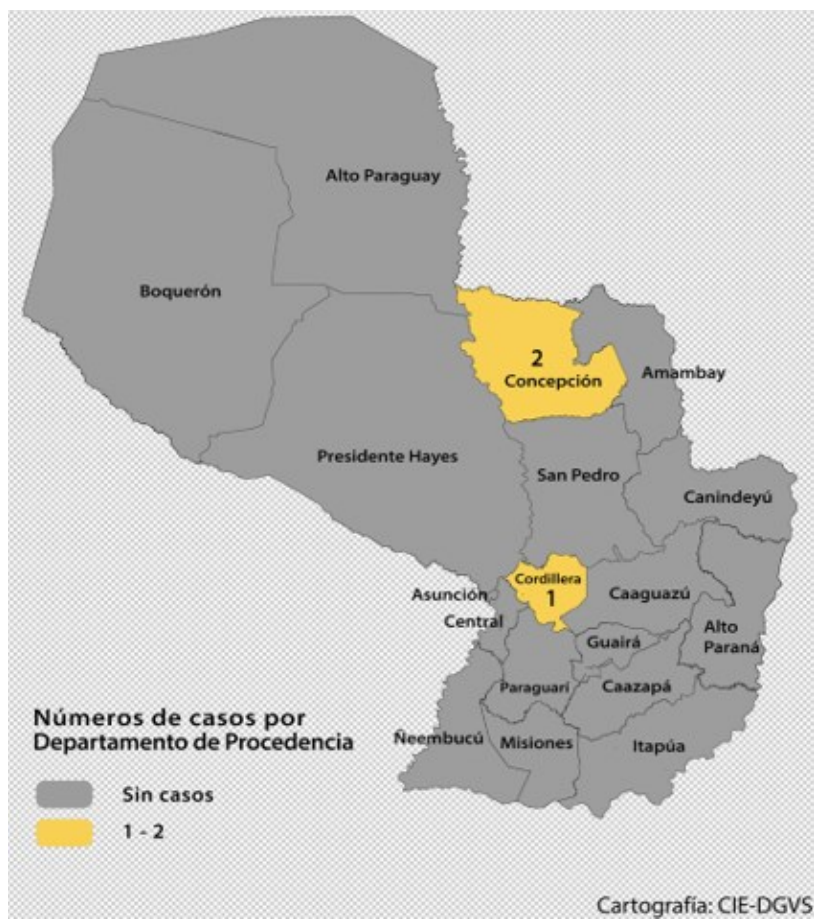 Alto Paraguay
Boquerón
2
Concepción
Amambay
Presidente Hayes
San Pedro
Canindeyú
Cordillera
1
Asunción
Caaguazú
Central
Alto
Paraná
Guairá
Paraguarí
Caazapá
Ñeembucú
Misiones
Itapúa
Números de casos por
Departamento de Procedencia
Sin casos
1 - 2
Cartografía: CIE-DGVS